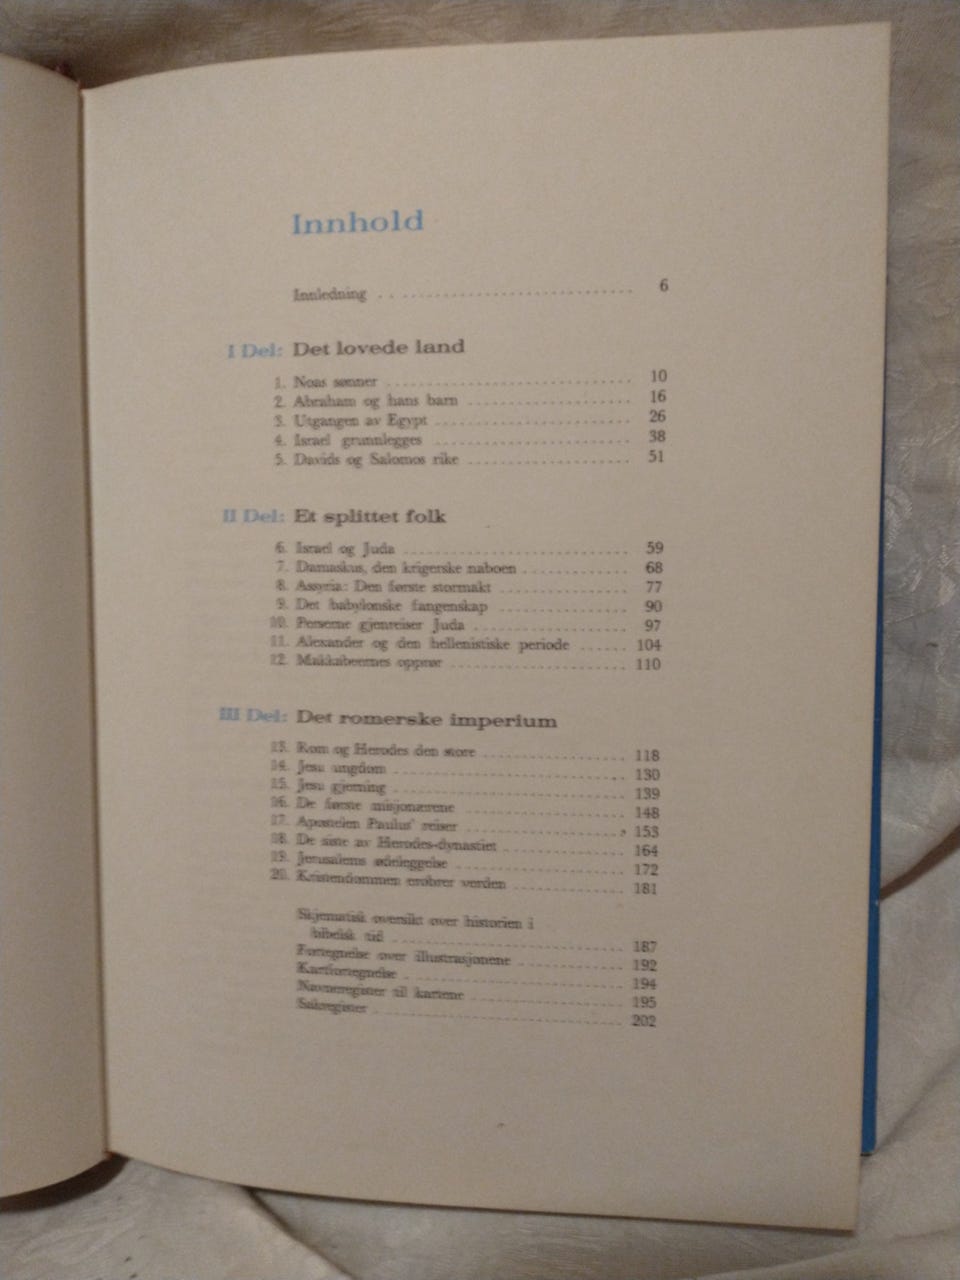 Innhold
Innledning 6
I Del: Det lovede land
1. Noas sønner 10
2. Abraham og hans barn 16
3. Utgangen av Egypt 26
4. Israel grunnlegges 38
5. Davids og Salomos rike 51
II Del: Et splittet folk
6. Israel og Juda 59
7. Damaskus, den krigerske naboen 68
8. Assyria: Den første stormakt 77
9. Det babylonske fangenskap 90
10. Perserne gjenreiser Juda 97
11. Alexander og den hellenistiske periode 104
12. Makkabeernes opprør 110
III Del: Det romerske imperium
13. Rom og Herodes den store 118
14. Jesu ungdom 130
15. Jesu gjerning 139
16. De første misjonærene 148
17. Apostelen Paulus' reiser 153
18. De siste av Herodes-dynastiet 164
19. Jerusalems ødeleggelse 172
20. Kristendommen erobrer verden 181
Skjematisk oversikt over historien i
bibelsk tid 187
Fortegnelse over illustrasjonene 192
Kartfortegnelse 194
Navneregister til kartene 195
Sakregister 202